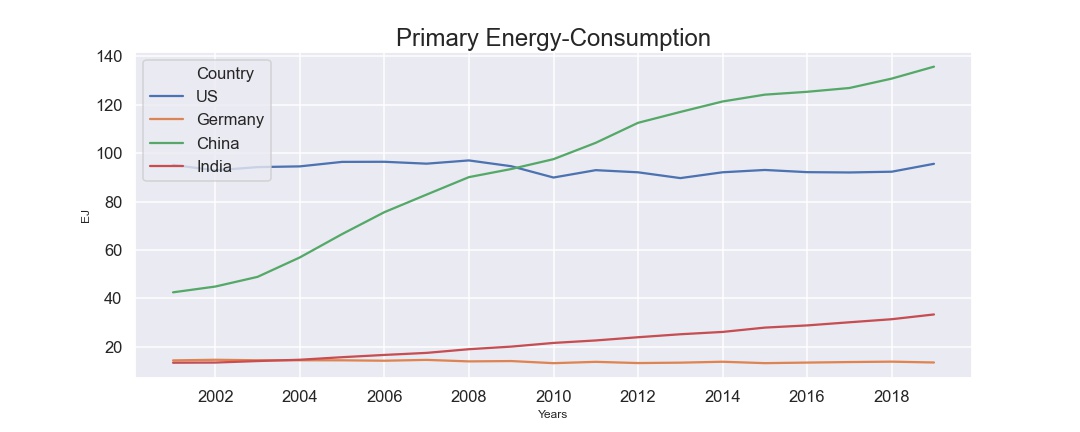 Primary Energy-Consumption
140
120
100
80
60
40
20
EJ
Country
US
Germany
China
India
2002 2004 2006 2008 2010 2012 2014 2016 2018
Years